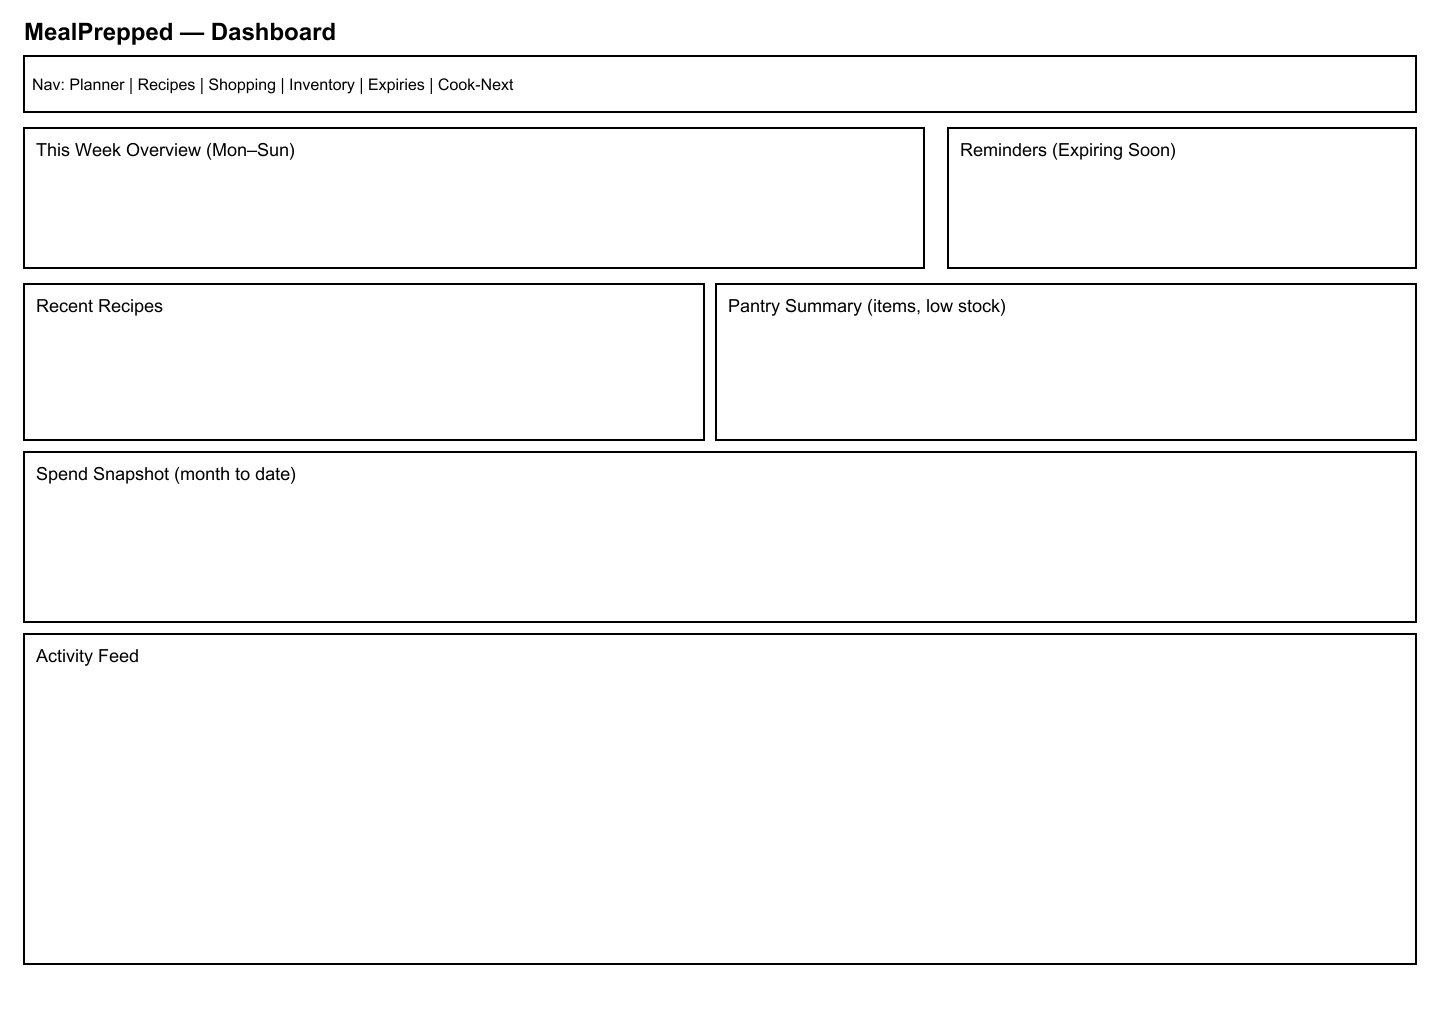 MealPrepped — Dashboard
Nav: Planner | Recipes | Shopping | Inventory | Expiries | Cook-Next
This Week Overview (Mon–Sun)
Reminders (Expiring Soon)
Recent Recipes
Pantry Summary (items, low stock)
Spend Snapshot (month to date)
Activity Feed